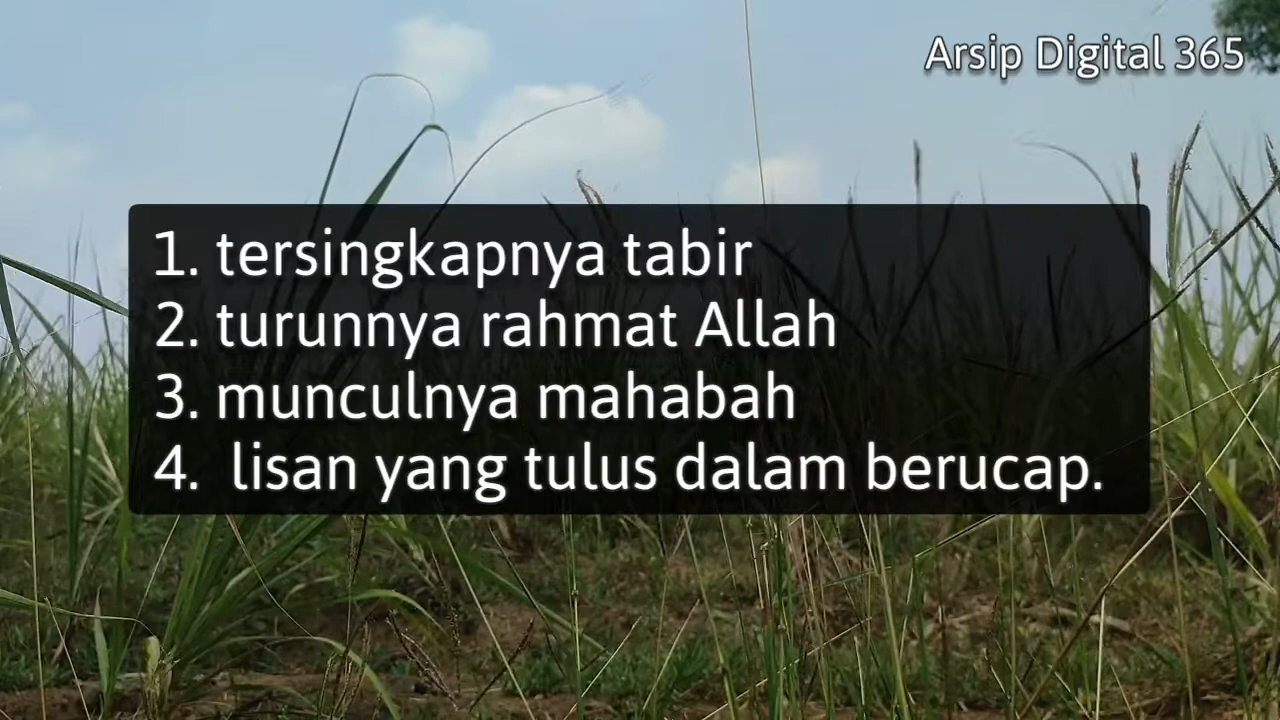 Arsip Digital 365
1. tersingkapnya tabir
2. turunnya rahmat Allah
3. munculnya mahabah
4. lisan yang tulus dalam berucap.